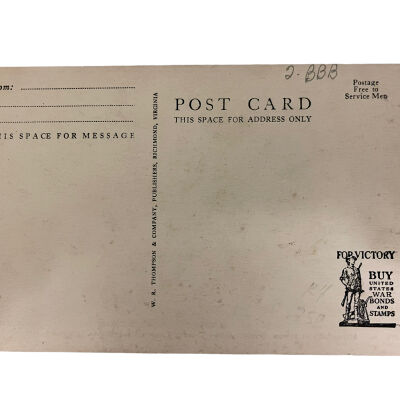 2-BBB
om:
Postage
Free to
Service Men
POST CARD
THIS SPACE FOR ADDRESS ONLY
HIS SPACE FOR MESSAGE
W. R. THOMPSON & COMPANY, PUBLISHERS, RICHMOND, VIRGINIA
FOR VICTORY
BUY
UNITED
STATES
WAR
BONDS
AND
STAMPS